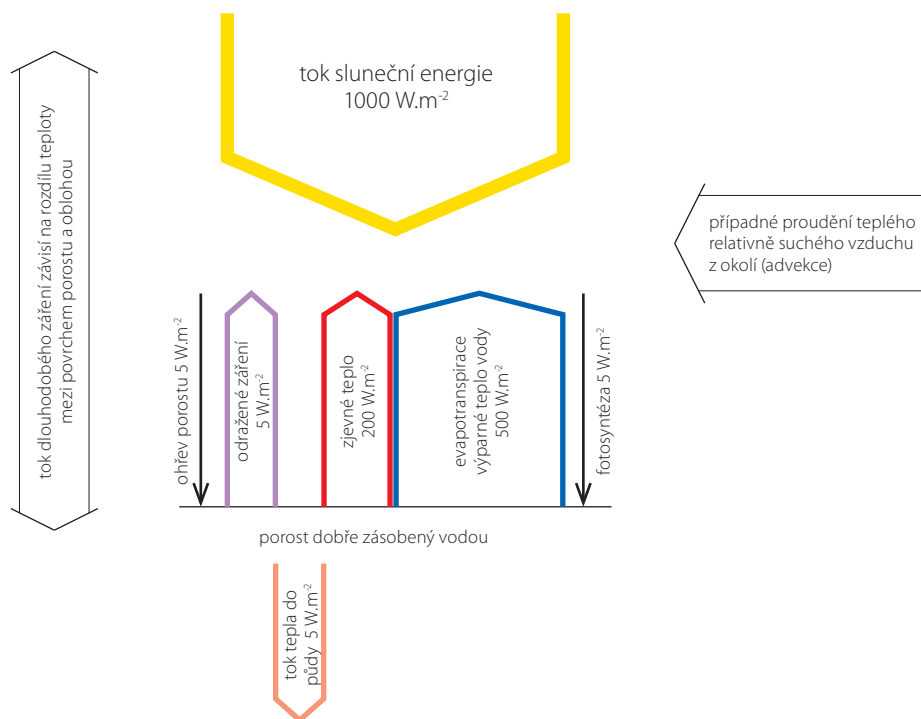 tok sluneční energie
1000 W.m-2
tok dlouhodobého záření závisí na rozdílu teploty
mezi povrchem porostu a oblohou
případné proudění teplého
relativně suchého vzduchu
z okolí (advekce)
ohřev porostu 5 W.m-2
odražené záření
5 W.m-2
zjevné teplo
200 W.m-2
evapotranspirace
výparné teplo vody
500 W.m-2
fotosyntéza 5 W.m-2
porost dobře zásobený vodou
tok tepla do
půdy 5 W.m-2